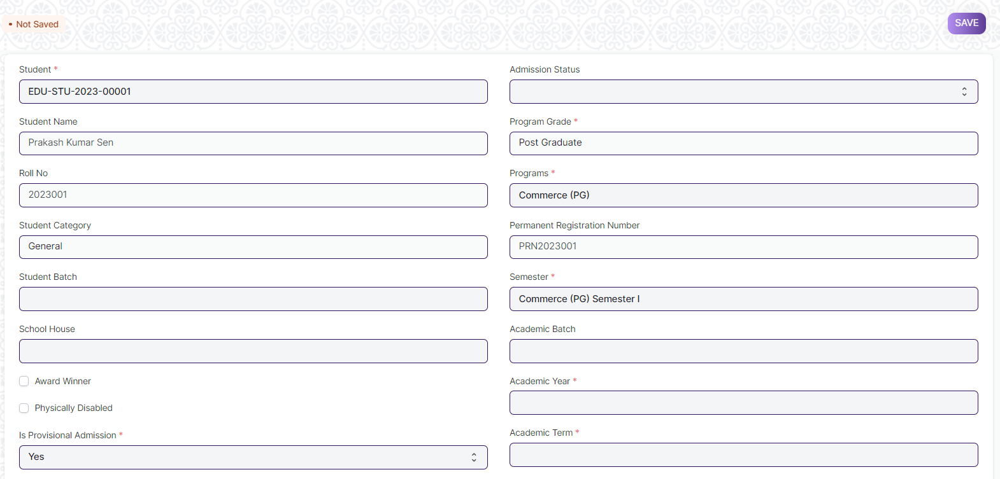 • Not Saved
SAVE
Student *
EDU-STU-2023-00001
Student Name
Prakash Kumar Sen
Roll No
2023001
Student Category
General
Student Batch
School House
Award Winner
Physically Disabled
Is Provisional Admission *
Yes
Admission Status
Program Grade *
Post Graduate
Programs *
Commerce (PG)
Permanent Registration Number
PRN2023001
Semester *
Commerce (PG) Semester I
Academic Batch
Academic Year *
Academic Term *